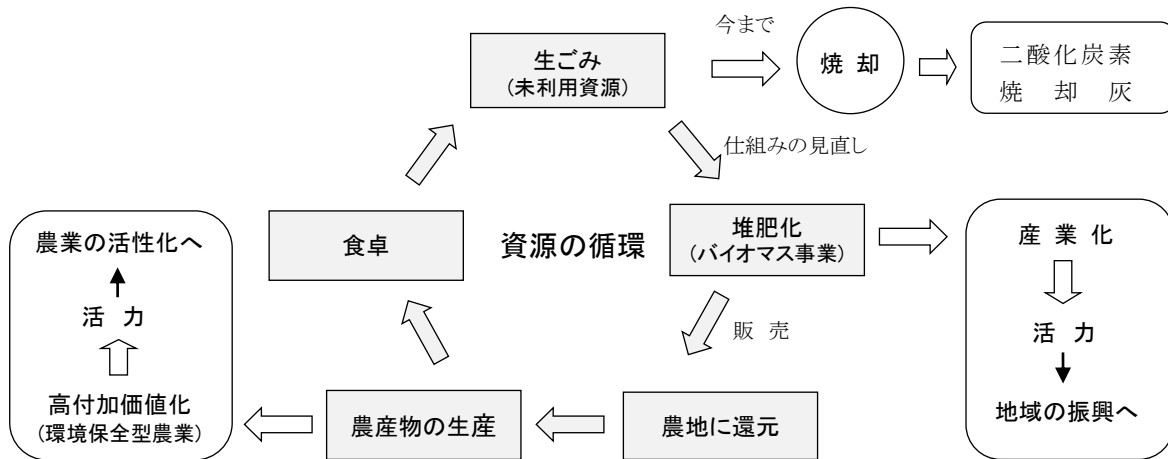 今まで
生ごみ
(未利用資源)
焼 却
二酸化炭素
焼 却 灰
仕組みの見直し
農業の活性化へ
活 力
高付加価値化
(環境保全型農業)
食卓
資源の循環
堆肥化
(バイオマス事業)
産 業 化
活 力
地域の振興へ
販 売
農産物の生産
農地に還元